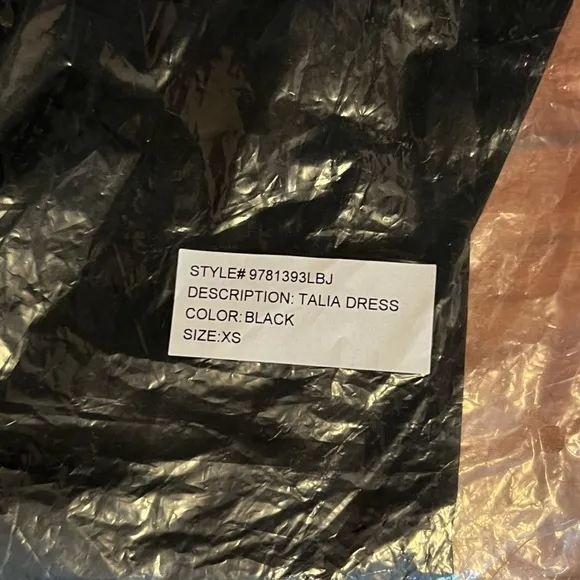 STYLE# 9781393LBJ
DESCRIPTION: TALIA DRESS
COLOR: BLACK
SIZE:XS